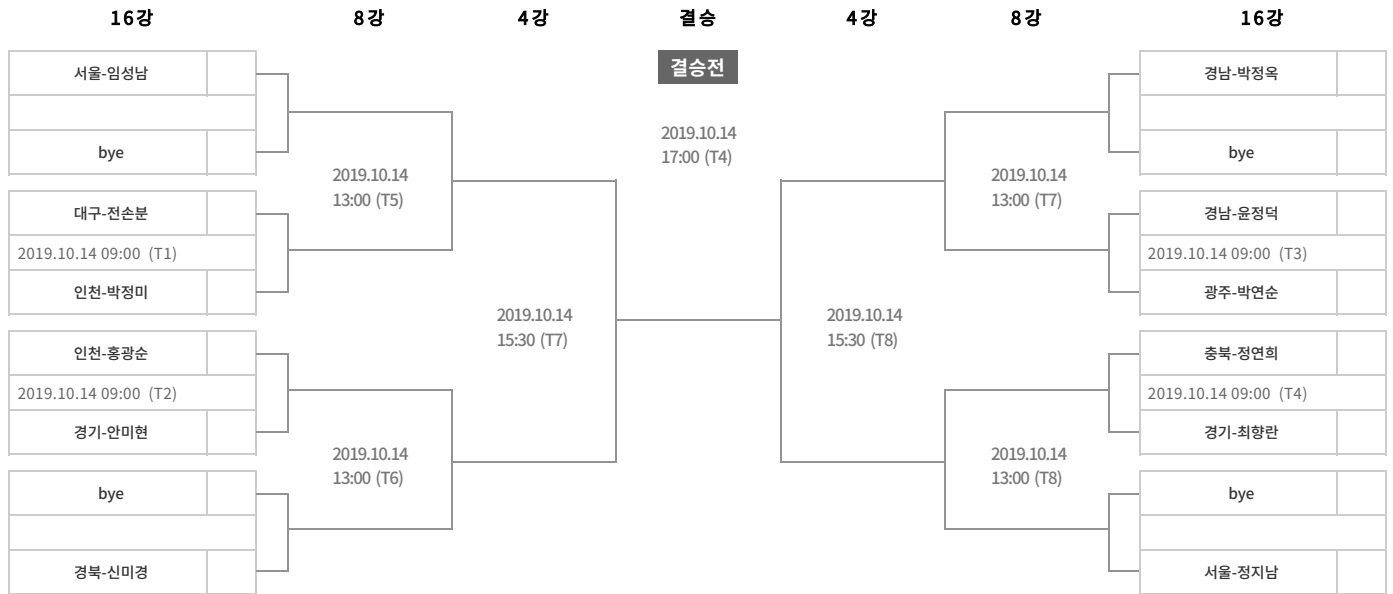 16강
8강
4강
결승
4강
8강
16강
서울-임성남
bye
대구-전손분
2019.10.14 09:00 (T1)
인천-박정미
인천-홍광순
2019.10.14 09:00 (T2)
경기-안미현
bye
경북-신미경
2019.10.14
13:00 (T5)
2019.10.14
13:00 (T6)
2019.10.14
15:30 (T7)
결승전
2019.10.14
17:00 (T4)
2019.10.14
15:30 (T8)
2019.10.14
13:00 (T7)
2019.10.14
13:00 (T8)
경남-박정옥
bye
경남-윤정덕
2019.10.14 09:00 (T3)
광주-박연순
충북-정연희
2019.10.14 09:00 (T4)
경기-최향란
bye
서울-정지남